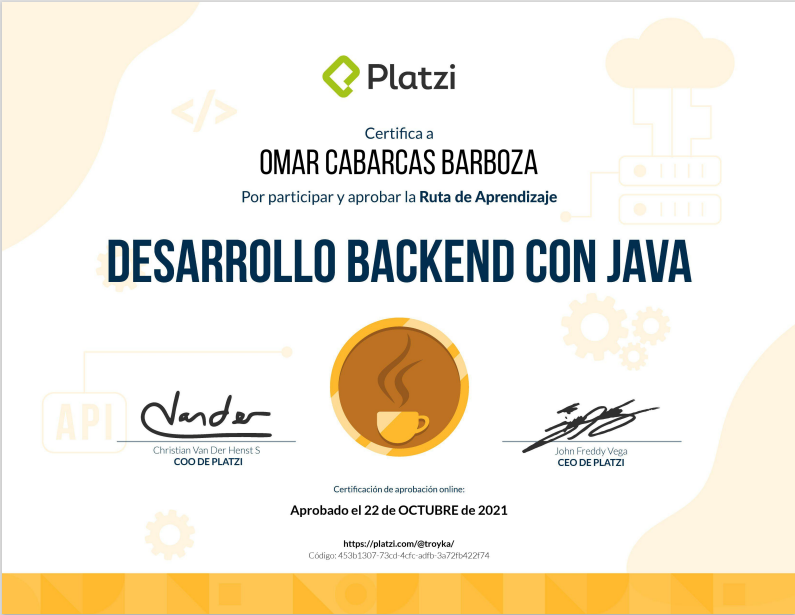 </>
Platzi
Certifica a
OMAR CABARCAS BARBOZA
Por participar y aprobar la Ruta de Aprendizaje
DESARROLLO BACKEND CON JAVA
API
Vander
Christian Van Der Henst S
COO DE PLATZI
John Freddy Vega
CEO DE PLATZI
Certificación de aprobación online:
Aprobado el 22 de OCTUBRE de 2021
https://platzi.com/@troyka/
Código: 453b1307-73cd-4cfc-adfb-3a72fb422f74